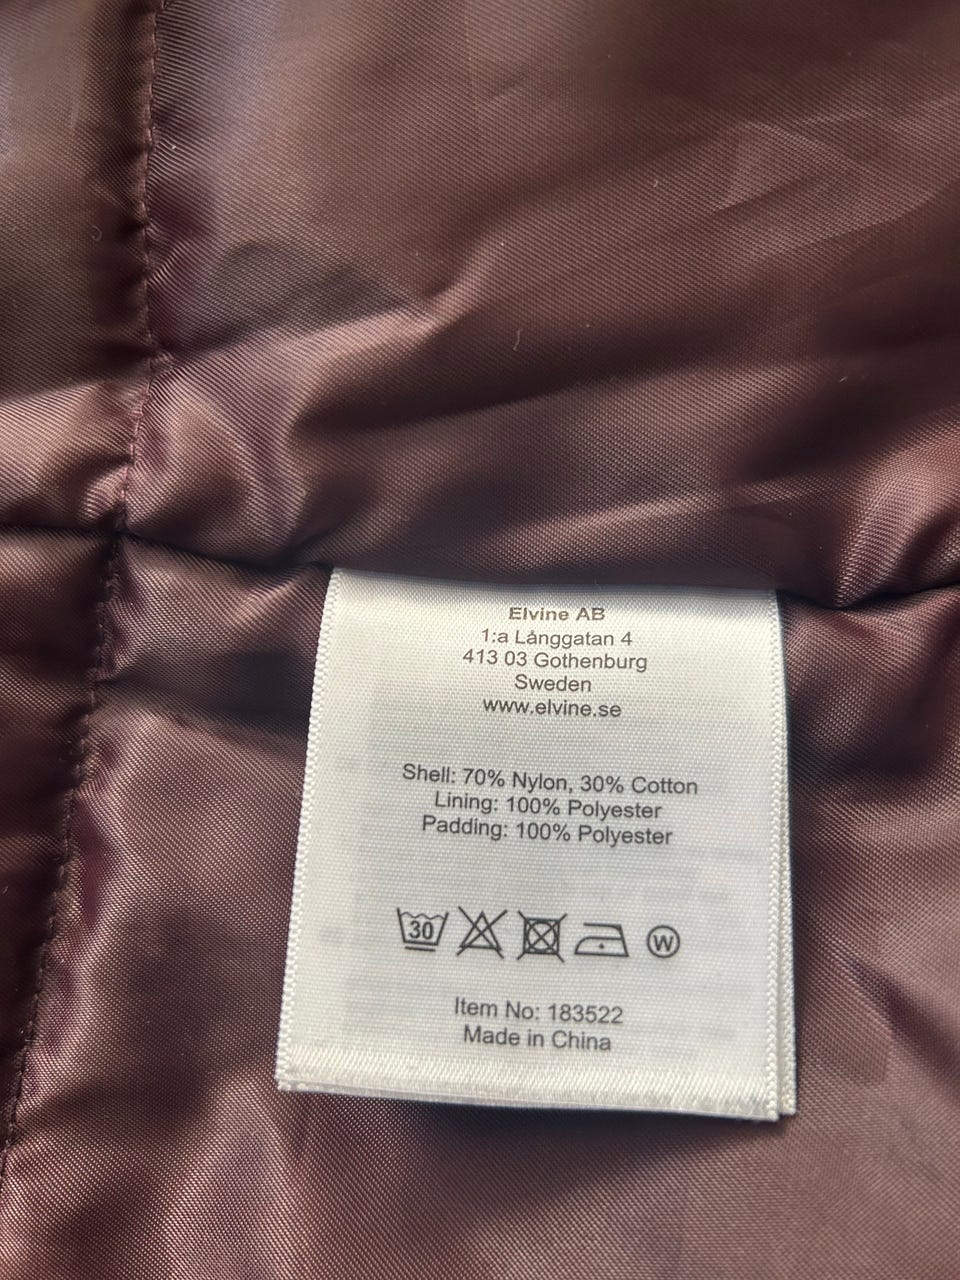 Elvine AB
1:a Långgatan 4
413 03 Gothenburg
Sweden
www.elvine.se
Shell: 70% Nylon, 30% Cotton
Lining: 100% Polyester
Padding: 100% Polyester
30 W
Item No: 183522
Made in China